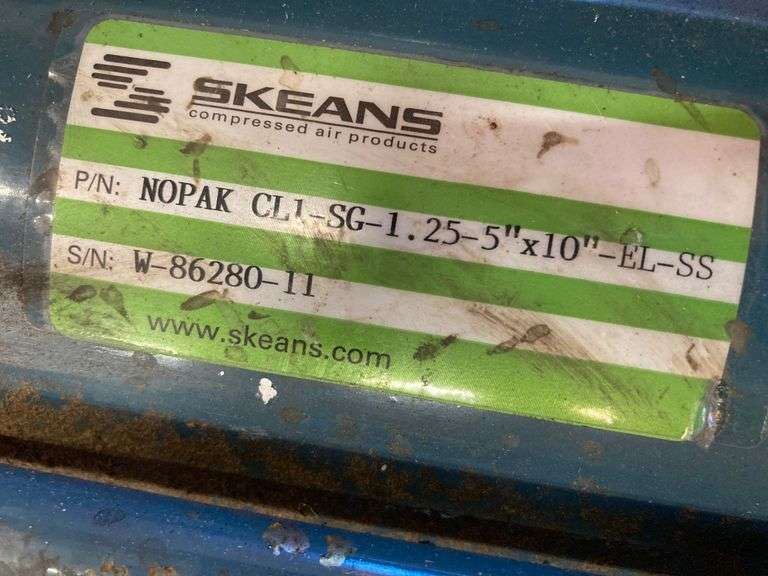 SKEANS
compressed air products
P/N: NOPAK CL1-SG-1.25-5"x10"-EL-SS
S/N: W-86280-11
www.skeans.com